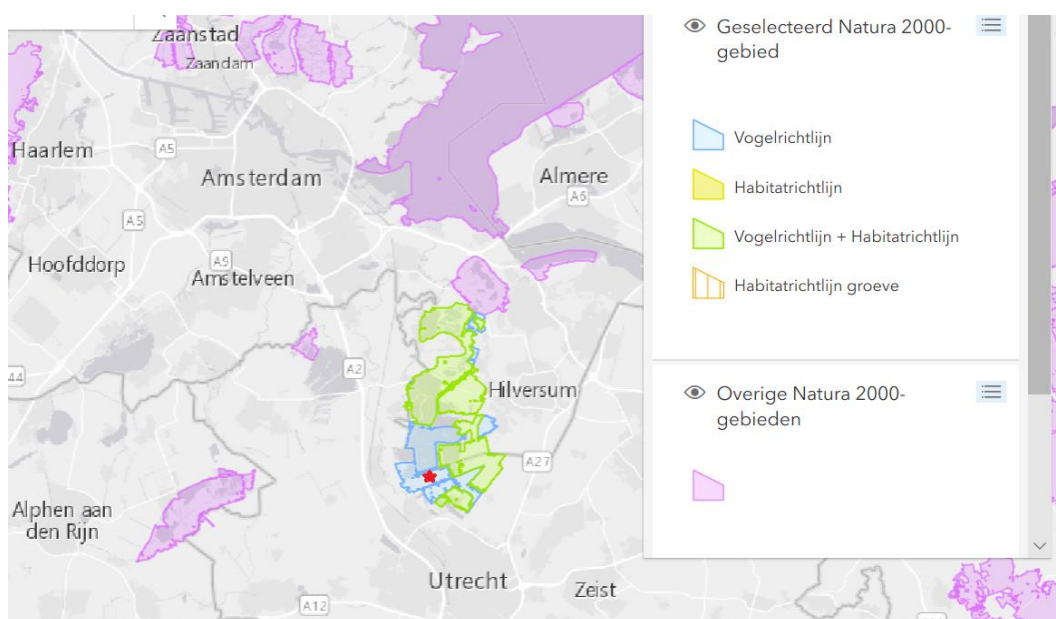 Zaanstad
Zaandam
Haarlem
A5
Amsterdam
Almere
A6
A5
Hoofddorp
A9
Amstelveen
A2
44
Hilversum
A27
Alphen aan
den Rijn
Utrecht
Zeist
A12
Geselecteerd Natura 2000-
gebied
Vogelrichtlijn
Habitatrichtlijn
Vogelrichtlijn + Habitatrichtlijn
Habitatrichtlijn groeve
Overige Natura 2000-
gebieden